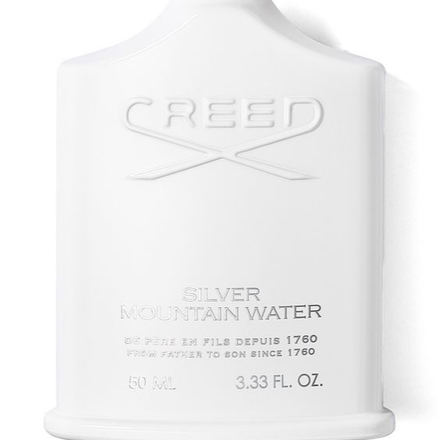 CREED
SILVER
MOUNTAIN WATER
DE PÈRE EN FILS DEPUIS 1760
FROM FATHER TO SON SINCE 1760
50 ML 3.33 FL. OZ.